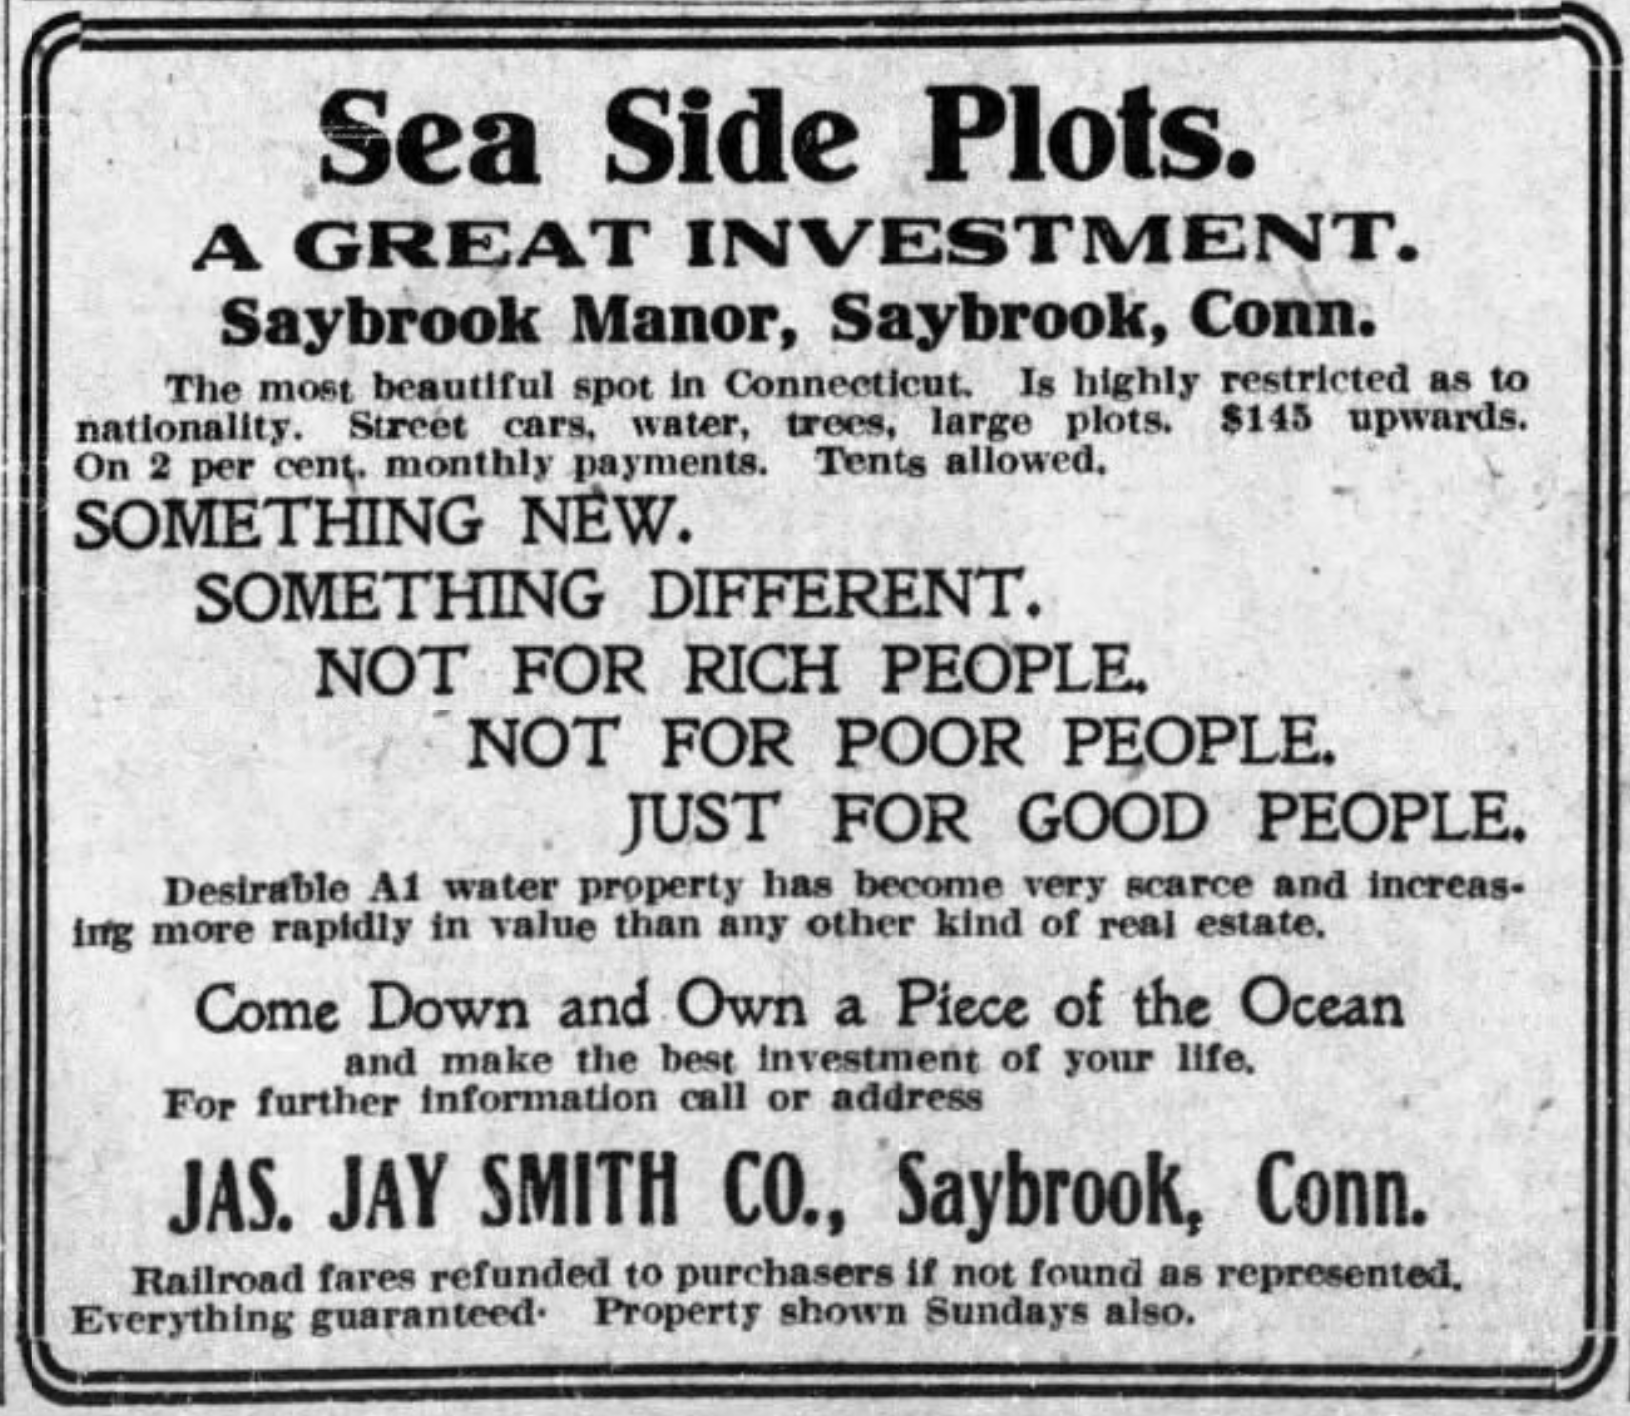 Sea Side Plots.
A GREAT INVESTMENT.
Saybrook Manor, Saybrook, Conn.
The most beautiful spot in Connecticut. Is highly restricted as to
nationality. Street cars, water, trees, large plots. $145 upwards.
On 2 per cent. monthly payments. Tents allowed.
SOMETHING NEW.
SOMETHING DIFFERENT.
NOT FOR RICH PEOPLE.
NOT FOR POOR PEOPLE.
JUST FOR GOOD PEOPLE.
Desirable A1 water property has become very scarce and increas-
ing more rapidly in value than any other kind of real estate.
Come Down and Own a Piece of the Ocean
and make the best investment of your life.
For further information call or address
JAS. JAY SMITH CO., Saybrook, Conn.
Railroad fares refunded to purchasers if not found as represented.
Everything guaranteed. Property shown Sundays also.